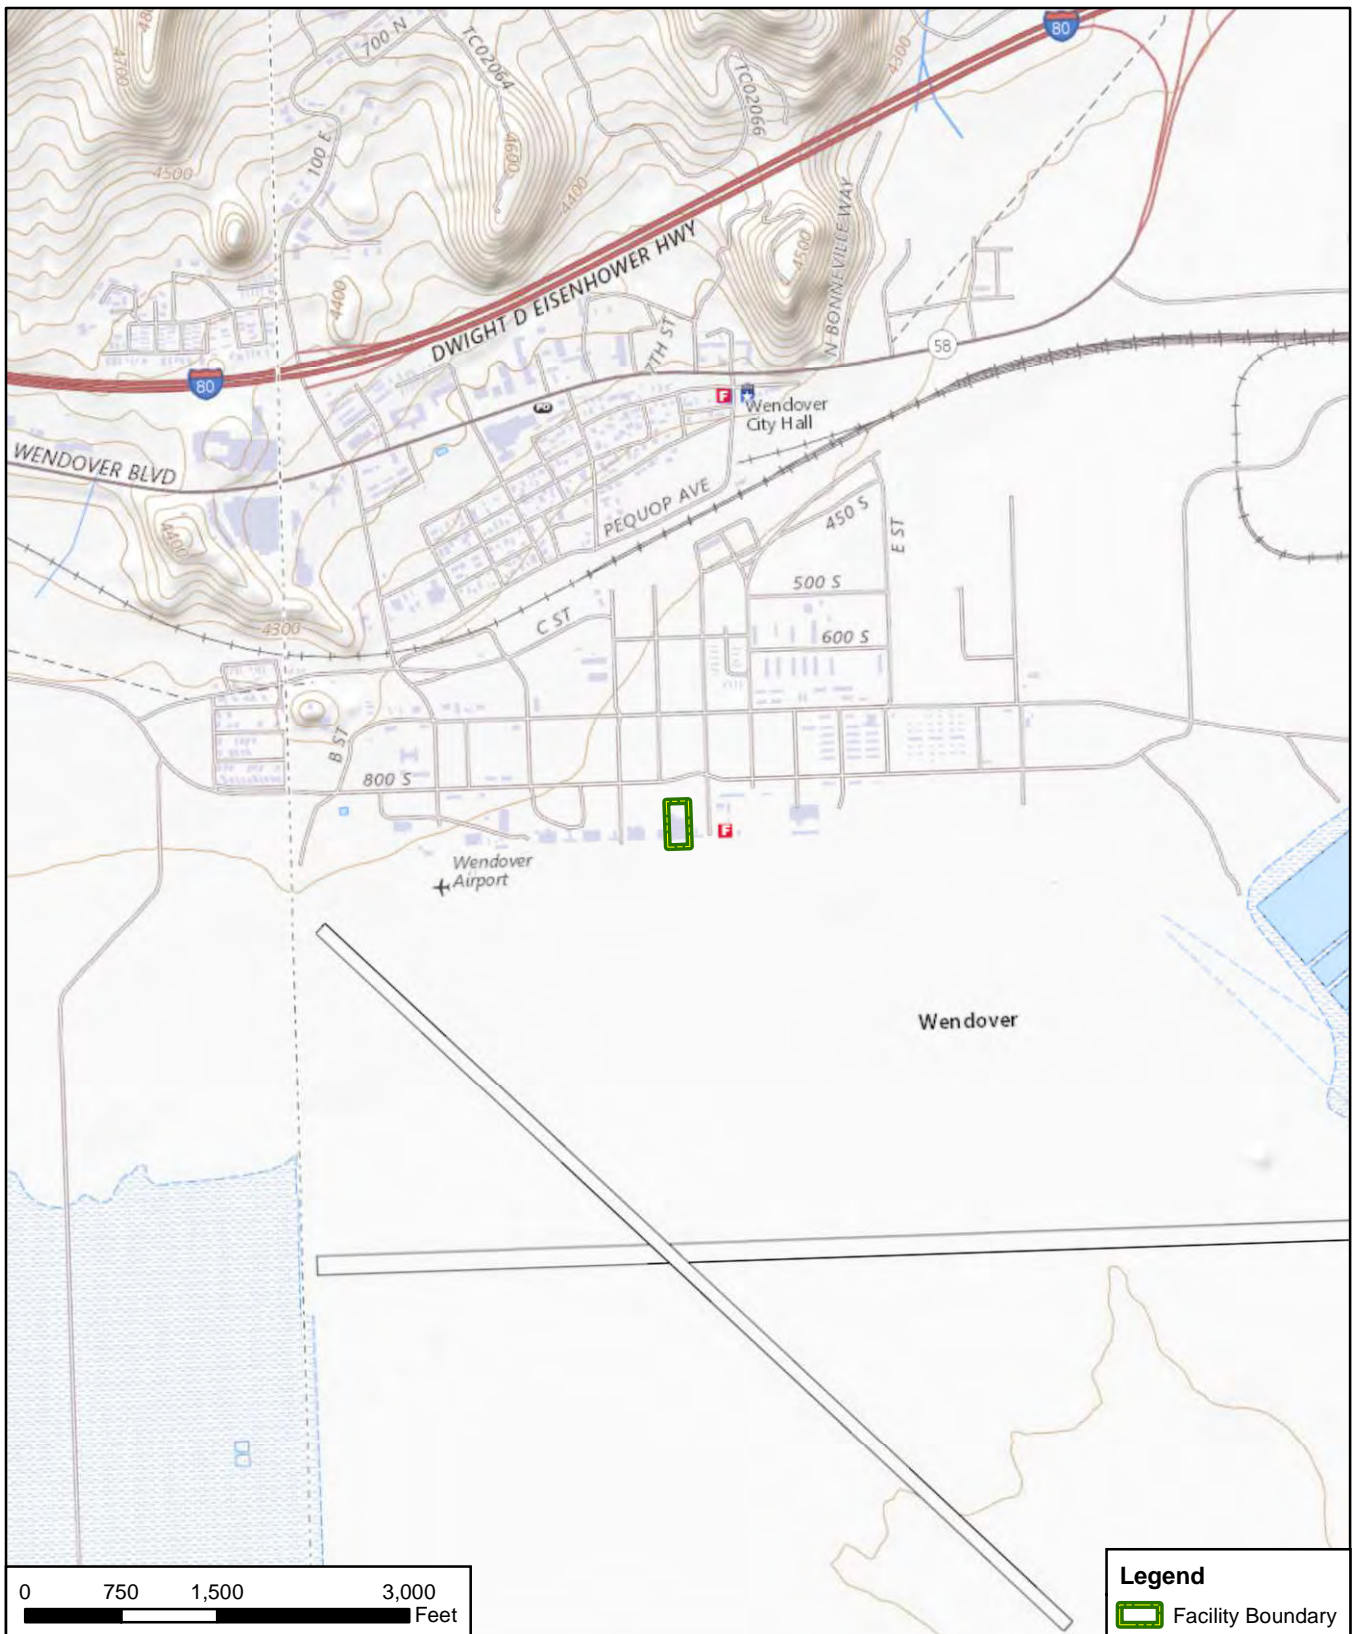 80
4800
4700
700 N
TC02064
TC02066
4300
100 E
4600
4500
4400
4500
N BONNEVILLE WAY
4400
DWIGHT D EISENHOWER HWY
7TH ST
58
80
F
PO
Wendover
City Hall
WENDOVER BLVD
4400
PEQUOP AVE
450 S
E ST
500 S
4300
C ST
600 S
B ST
800 S
F
Wendover
Airport
Wendover
0 750 1,500 3,000
Feet
Legend
Facility Boundary